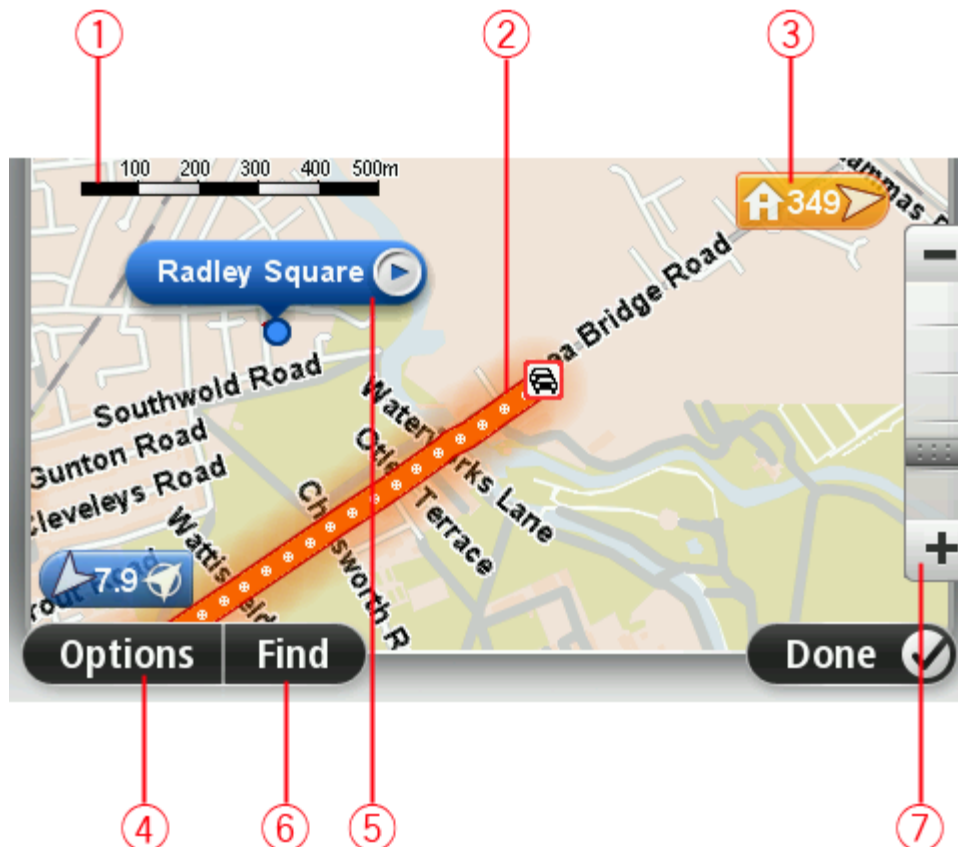 1
2
3
100 200 300 400 500m
349
Radley Square
ea Bridge Road
Southwold Road
Gunton Road
Cleveleys Road
Terrace
7.9
Options
Find
Done
4
6
5
7